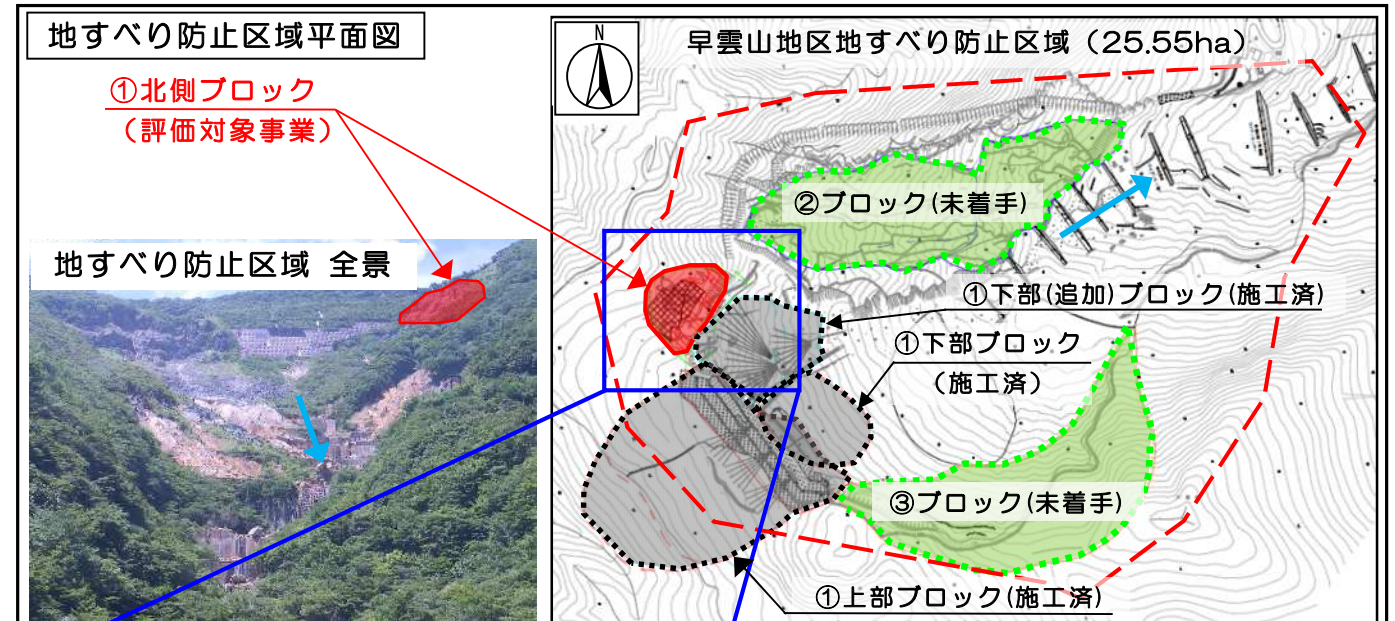 地すべり防止区域平面図
①北側ブロック
（評価対象事業）
地すべり防止区域 全景
N
早雲山地区地すべり防止区域（25.55ha）
②ブロック(未着手)
①下部(追加)ブロック(施工済)
①下部ブロック
（施工済）
③ブロック(未着手)
①上部ブロック(施工済)